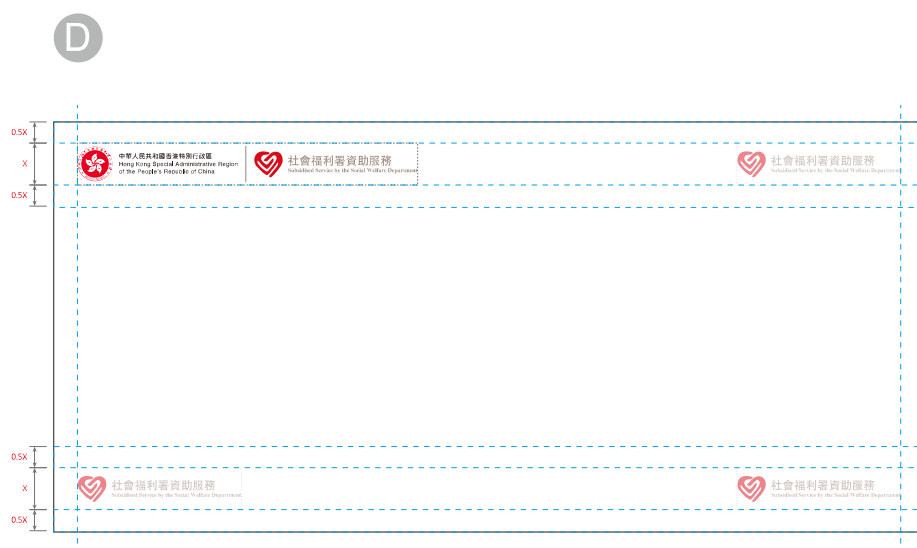 D
0.5X
X
0.5X
中華人民共和國香港特別行政區
Hong Kong Special Administrative Region
of the People's Republic of China
社會福利署資助服務
Subsidised Service by the Social Welfare Department
社會福利署資助服務
Subsidised Service by the Social Welfare Department
0.5X
X
0.5X
社會福利署資助服務
Subsidised Service by the Social Welfare Department
社會福利署資助服務
Subsidised Service by the Social Welfare Department